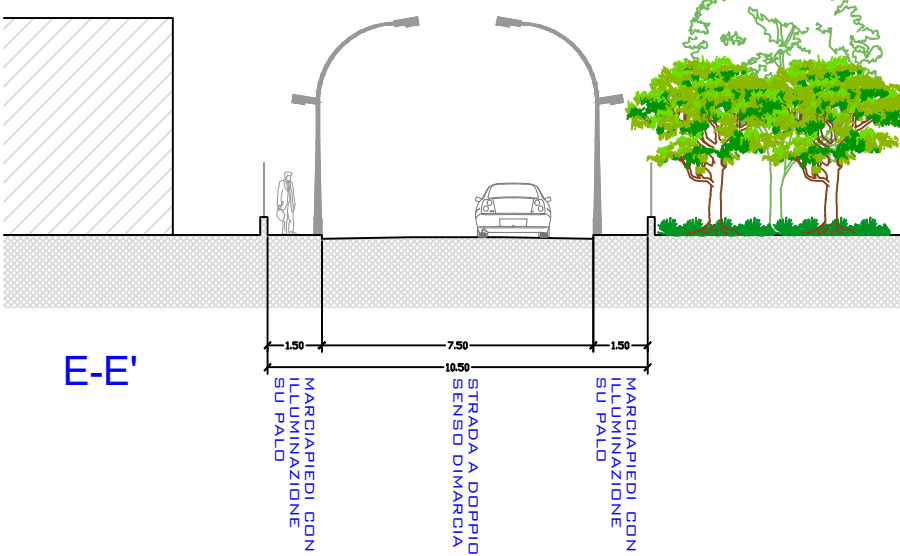 1.50
7.50
1.50
10.50
E-E'
MARCIAPIEDI CON
ILLUMINAZIONE
SU PALO
STRADA A DOPPIO
SENSO DIMARCIA
MARCIAPIEDI CON
ILLUMINAZIONE
SU PALO